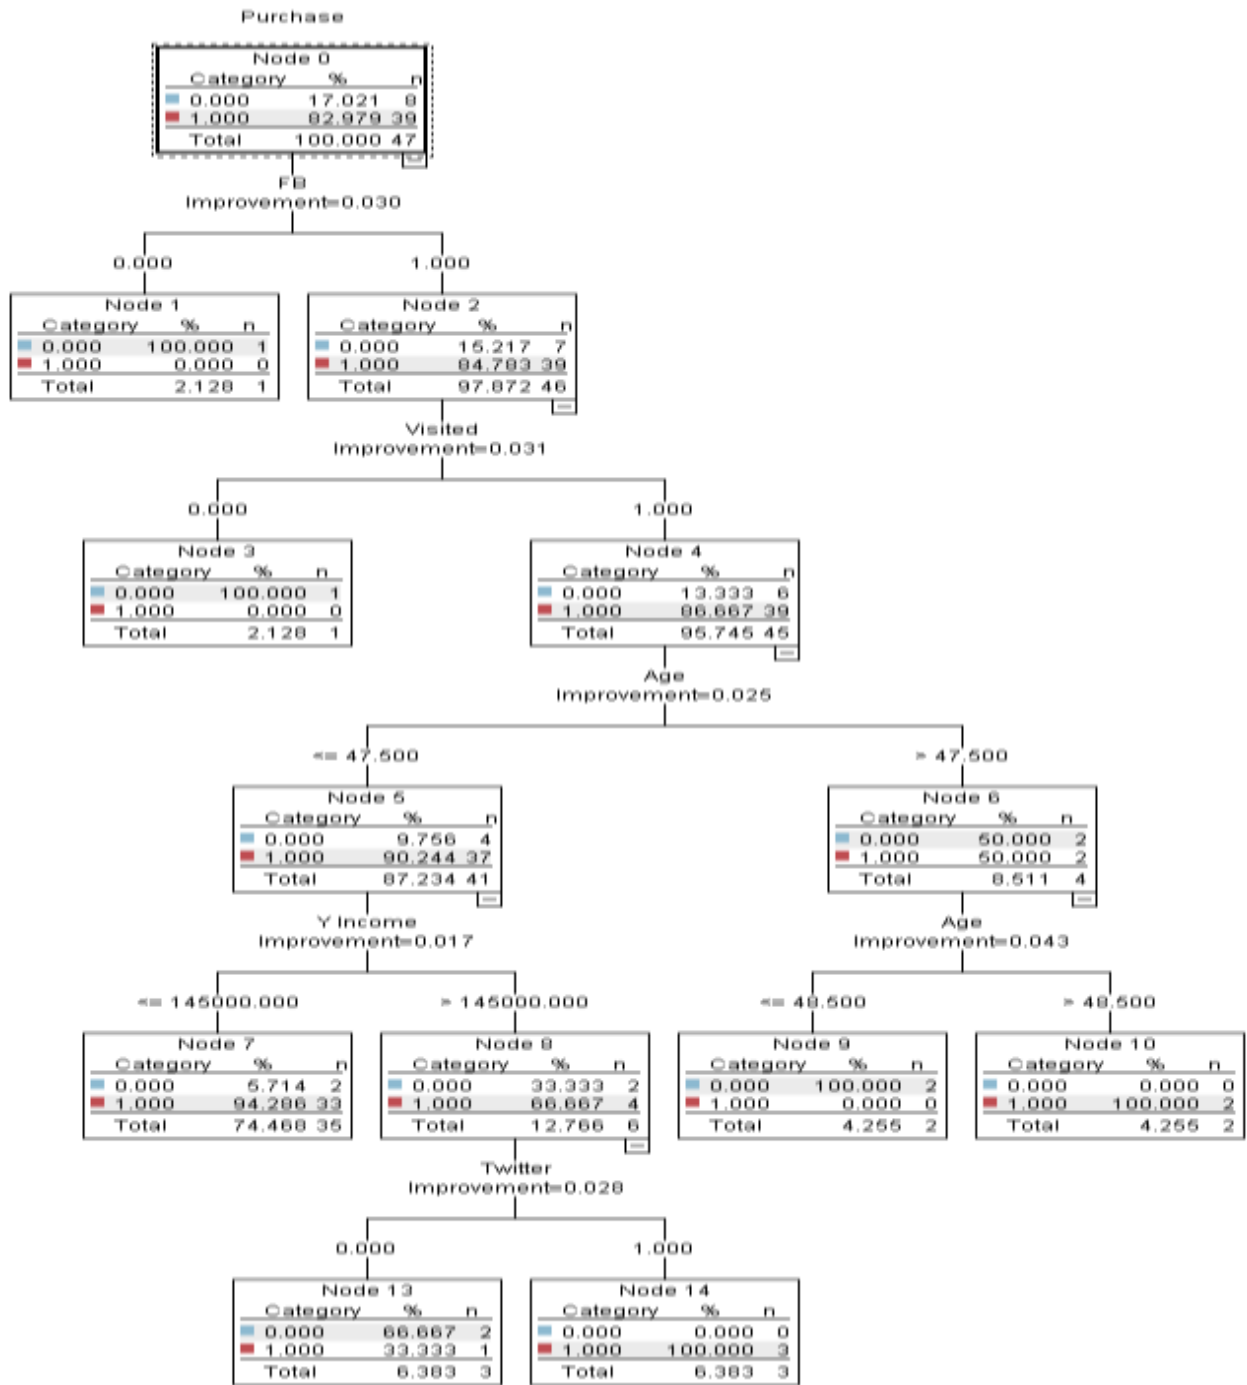 Purchase
Node 0
Category % n
0.000 17.021 8
1.000 82.979 39
Total 100.000 47
FB
Improvement=0.030
0.000
1.000
Node 1
Category % n
0.000 100.000 1
1.000 0.000 0
Total 2.128 1
Node 2
Category % n
0.000 15.217 7
1.000 84.783 39
Total 97.872 46
Visited
Improvement=0.031
0.000
1.000
Node 3
Category % n
0.000 100.000 1
1.000 0.000 0
Total 2.128 1
Node 4
Category % n
0.000 13.333 6
1.000 86.667 39
Total 95.745 45
Age
Improvement=0.025
<= 47.500
> 47.500
Node 5
Category % n
0.000 9.756 4
1.000 90.244 37
Total 87.234 41
Node 6
Category % n
0.000 50.000 2
1.000 50.000 2
Total 8.511 4
Y Income
Improvement=0.017
Age
Improvement=0.043
<= 145000.000
> 145000.000
<= 48.500
> 48.500
Node 7
Category % n
0.000 5.714 2
1.000 94.286 33
Total 74.468 35
Node 8
Category % n
0.000 33.333 2
1.000 66.667 4
Total 12.766 6
Node 9
Category % n
0.000 100.000 2
1.000 0.000 0
Total 4.255 2
Node 10
Category % n
0.000 0.000 0
1.000 100.000 2
Total 4.255 2
Twitter
Improvement=0.028
0.000
1.000
Node 13
Category % n
0.000 66.667 2
1.000 33.333 1
Total 6.383 3
Node 14
Category % n
0.000 0.000 0
1.000 100.000 3
Total 6.383 3